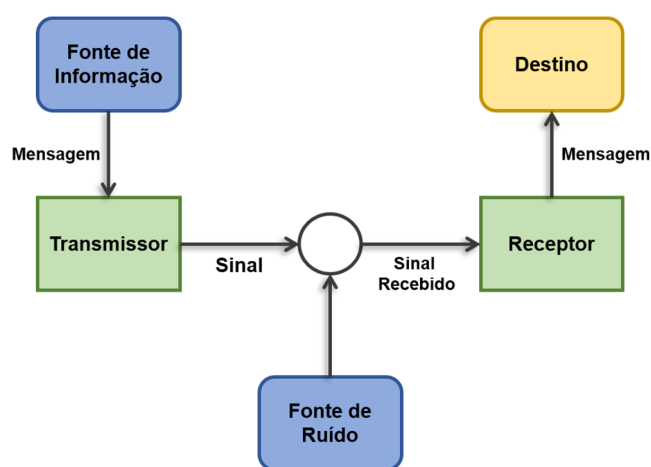 Fonte de
Informação
Destino
Mensagem
Mensagem
Transmissor
Receptor
Sinal
Sinal
Recebido
Fonte de
Ruído